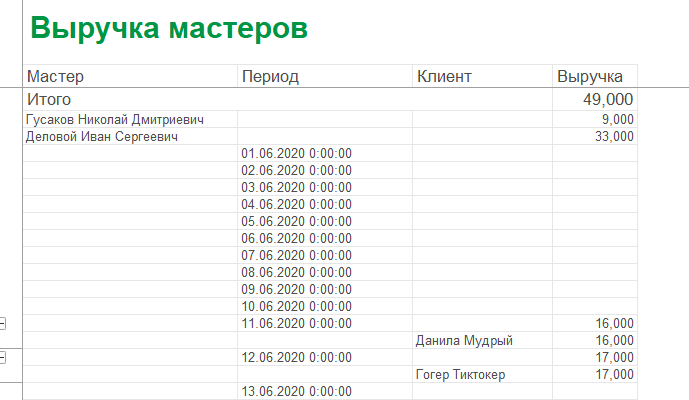 Выручка мастеров
Мастер Период Клиент Выручка
Итого 49,000
Гусаков Николай Дмитриевич 9,000
Деловой Иван Сергеевич 33,000
01.06.2020 0:00:00
02.06.2020 0:00:00
03.06.2020 0:00:00
04.06.2020 0:00:00
05.06.2020 0:00:00
06.06.2020 0:00:00
07.06.2020 0:00:00
08.06.2020 0:00:00
09.06.2020 0:00:00
10.06.2020 0:00:00
11.06.2020 0:00:00 16,000
Данила Мудрый 16,000
12.06.2020 0:00:00 17,000
Гогер Тиктокер 17,000
13.06.2020 0:00:00